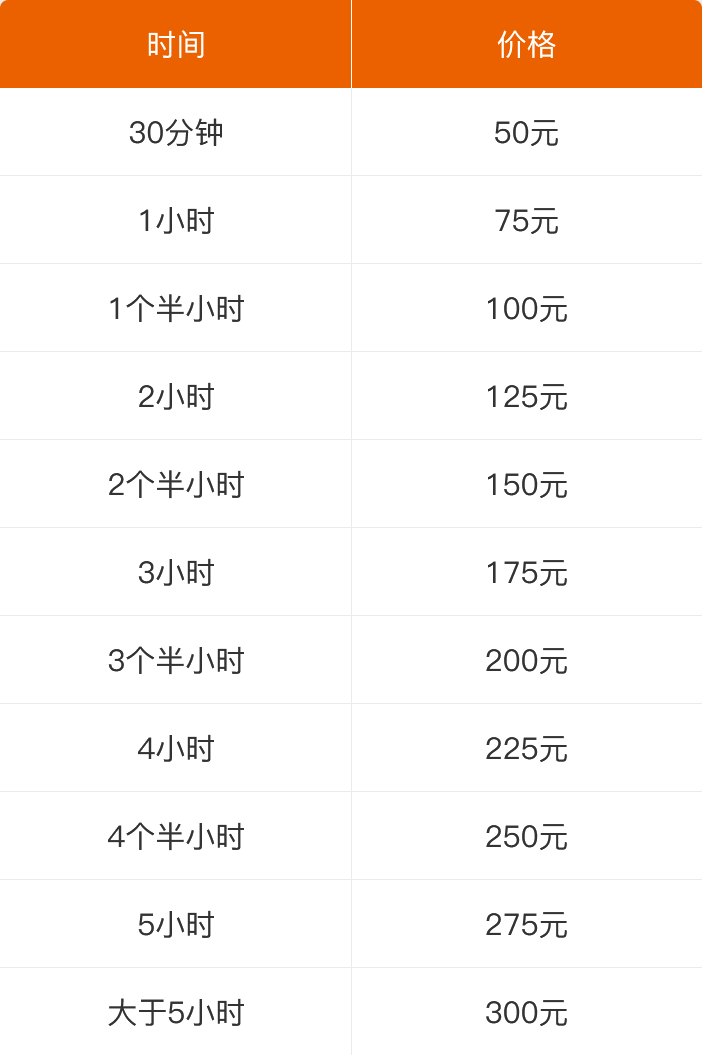 时间 价格
30分钟 50元
1小时 75元
1个半小时 100元
2小时 125元
2个半小时 150元
3小时 175元
3个半小时 200元
4小时 225元
4个半小时 250元
5小时 275元
大于5小时 300元